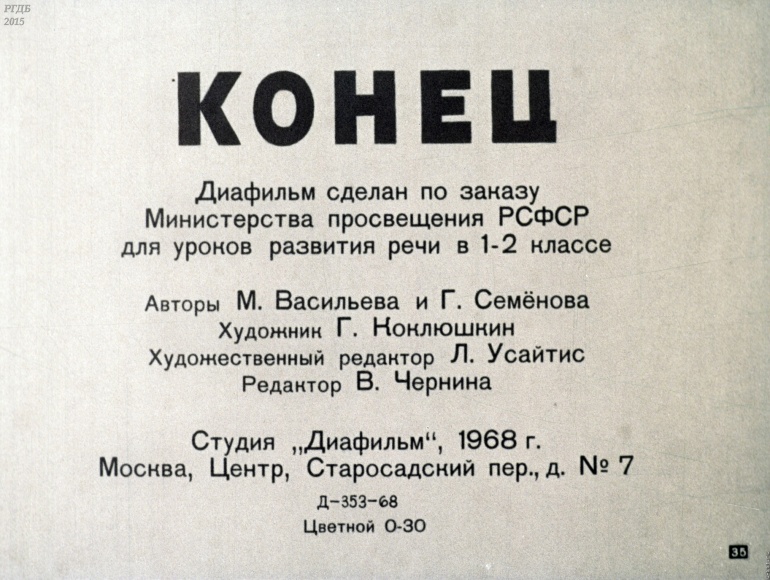 РГДБ
2015
КОНЕЦ
Диафильм сделан по заказу
Министерства просвещения РСФСР
для уроков развития речи в 1-2 классе
Авторы М. Васильева и Г. Семёнова
Художник Г. Коклюшкин
Художественный редактор Л. Усайтис
Редактор В. Чернина
Студия „Диафильм“, 1968 г.
Москва, Центр, Старосадский пер., д. № 7
Д-353-68
Цветной 0-30
35